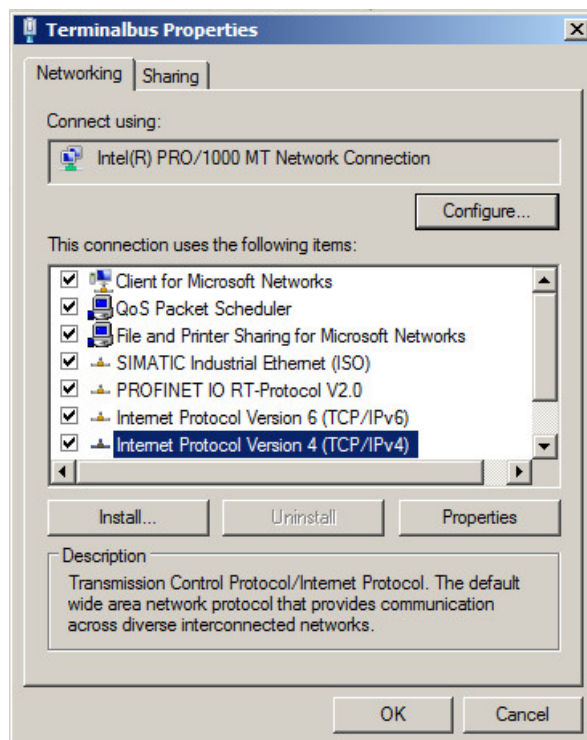 Terminalbus Properties
Networking
Sharing
Connect using:
Intel(R) PRO/1000 MT Network Connection
Configure...
This connection uses the following items:
Client for Microsoft Networks
QoS Packet Scheduler
File and Printer Sharing for Microsoft Networks
SIMATIC Industrial Ethernet (ISO)
PROFINET IO RT-Protocol V2.0
Internet Protocol Version 6 (TCP/IPv6)
Internet Protocol Version 4 (TCP/IPv4)
Install...
Uninstall
Properties
Description
Transmission Control Protocol/Internet Protocol. The default
wide area network protocol that provides communication
across diverse interconnected networks.
OK
Cancel